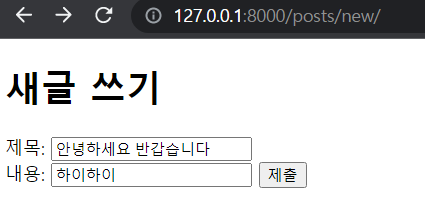 127.0.0.1:8000/posts/new/
새글 쓰기
제목: 안녕하세요 반갑습니다
내용: 하이하이 제출